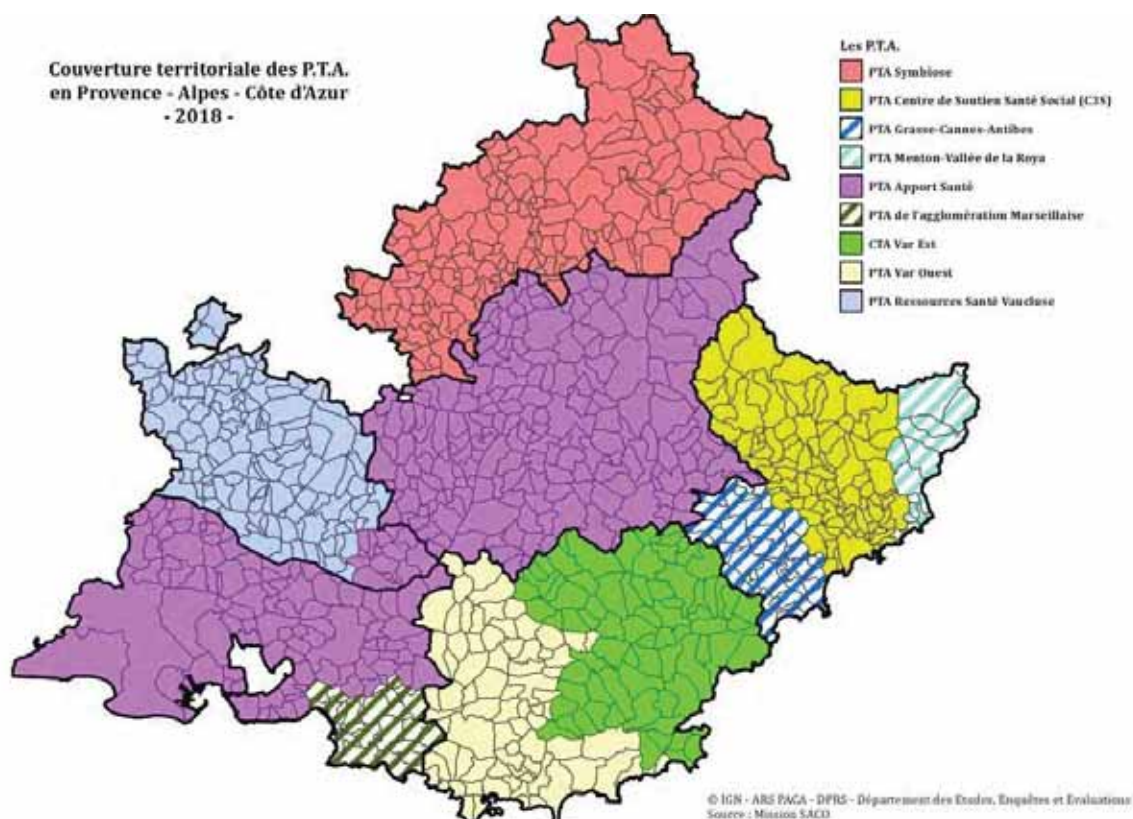 Couverture territoriale des P.T.A.
en Provence - Alpes - Côte d'Azur
- 2018 -
Les P.T.A.
PTA Symbiose
PTA Centre de Soutien Santé Social (C3S)
PTA Grasse-Cannes-Antibes
PTA Menton-Vallée de la Roya
PTA Apport Santé
PTA de l'agglomération Marseillaise
CTA Var Est
PTA Var Ouest
PTA Ressources Santé Vaucluse
© IGN - ARS PACA - DPRS - Département des Etudes, Enquêtes et Evaluations
Source : Mission SACO